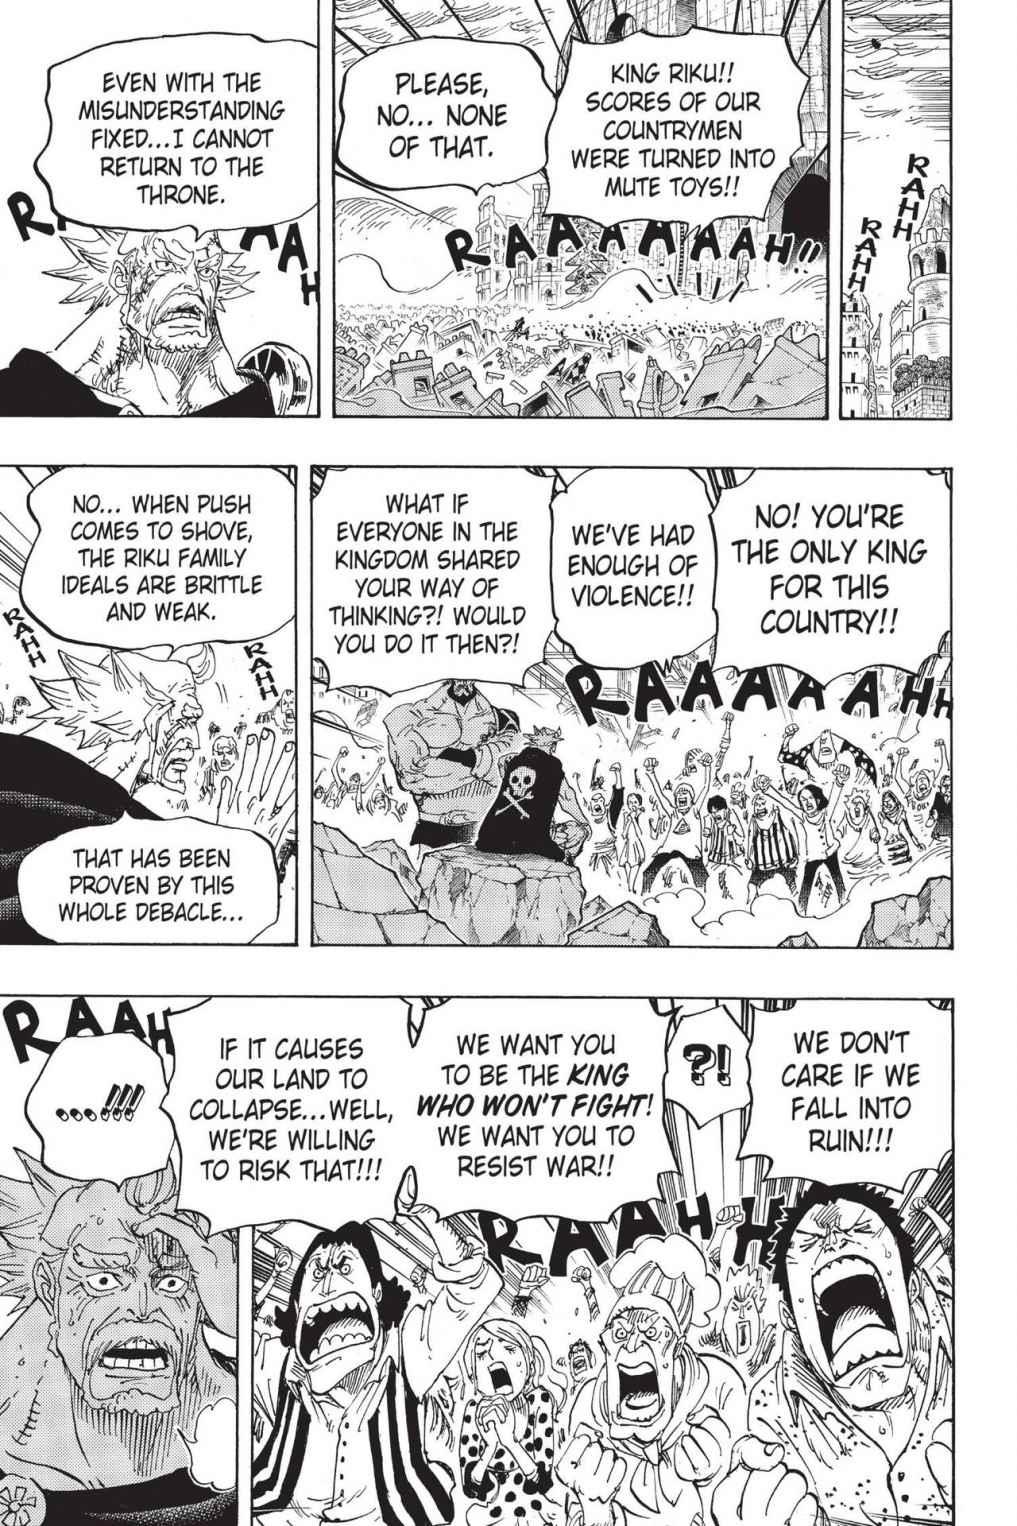 RAHH
RAHH
KING RIKU!!
SCORES OF OUR
COUNTRYMEN
WERE TURNED INTO
MUTE TOYS!!
PLEASE,
NO... NONE
OF THAT.
RAAAAAAH!!
EVEN WITH THE
MISUNDERSTANDING
FIXED...I CANNOT
RETURN TO THE
THRONE.
NO! YOU'RE
THE ONLY KING
FOR THIS
COUNTRY!!
WE'VE HAD
ENOUGH OF
VIOLENCE!!
WHAT IF
EVERYONE IN THE
KINGDOM SHARED
YOUR WAY OF
THINKING?! WOULD
YOU DO IT THEN?!
RAAAAAAHH
NO... WHEN PUSH
COMES TO SHOVE,
THE RIKU FAMILY
IDEALS ARE BRITTLE
AND WEAK.
RAHH
RAHH
THAT HAS BEEN
PROVEN BY THIS
WHOLE DEBACLE...
WE DON'T
CARE IF WE
FALL INTO
RUIN!!!
?!
WE WANT YOU
TO BE THE KING
WHO WON'T FIGHT!
WE WANT YOU TO
RESIST WAR!!
IF IT CAUSES
OUR LAND TO
COLLAPSE...WELL,
WE'RE WILLING
TO RISK THAT!!!
RAAHH
RAAH
...!!!